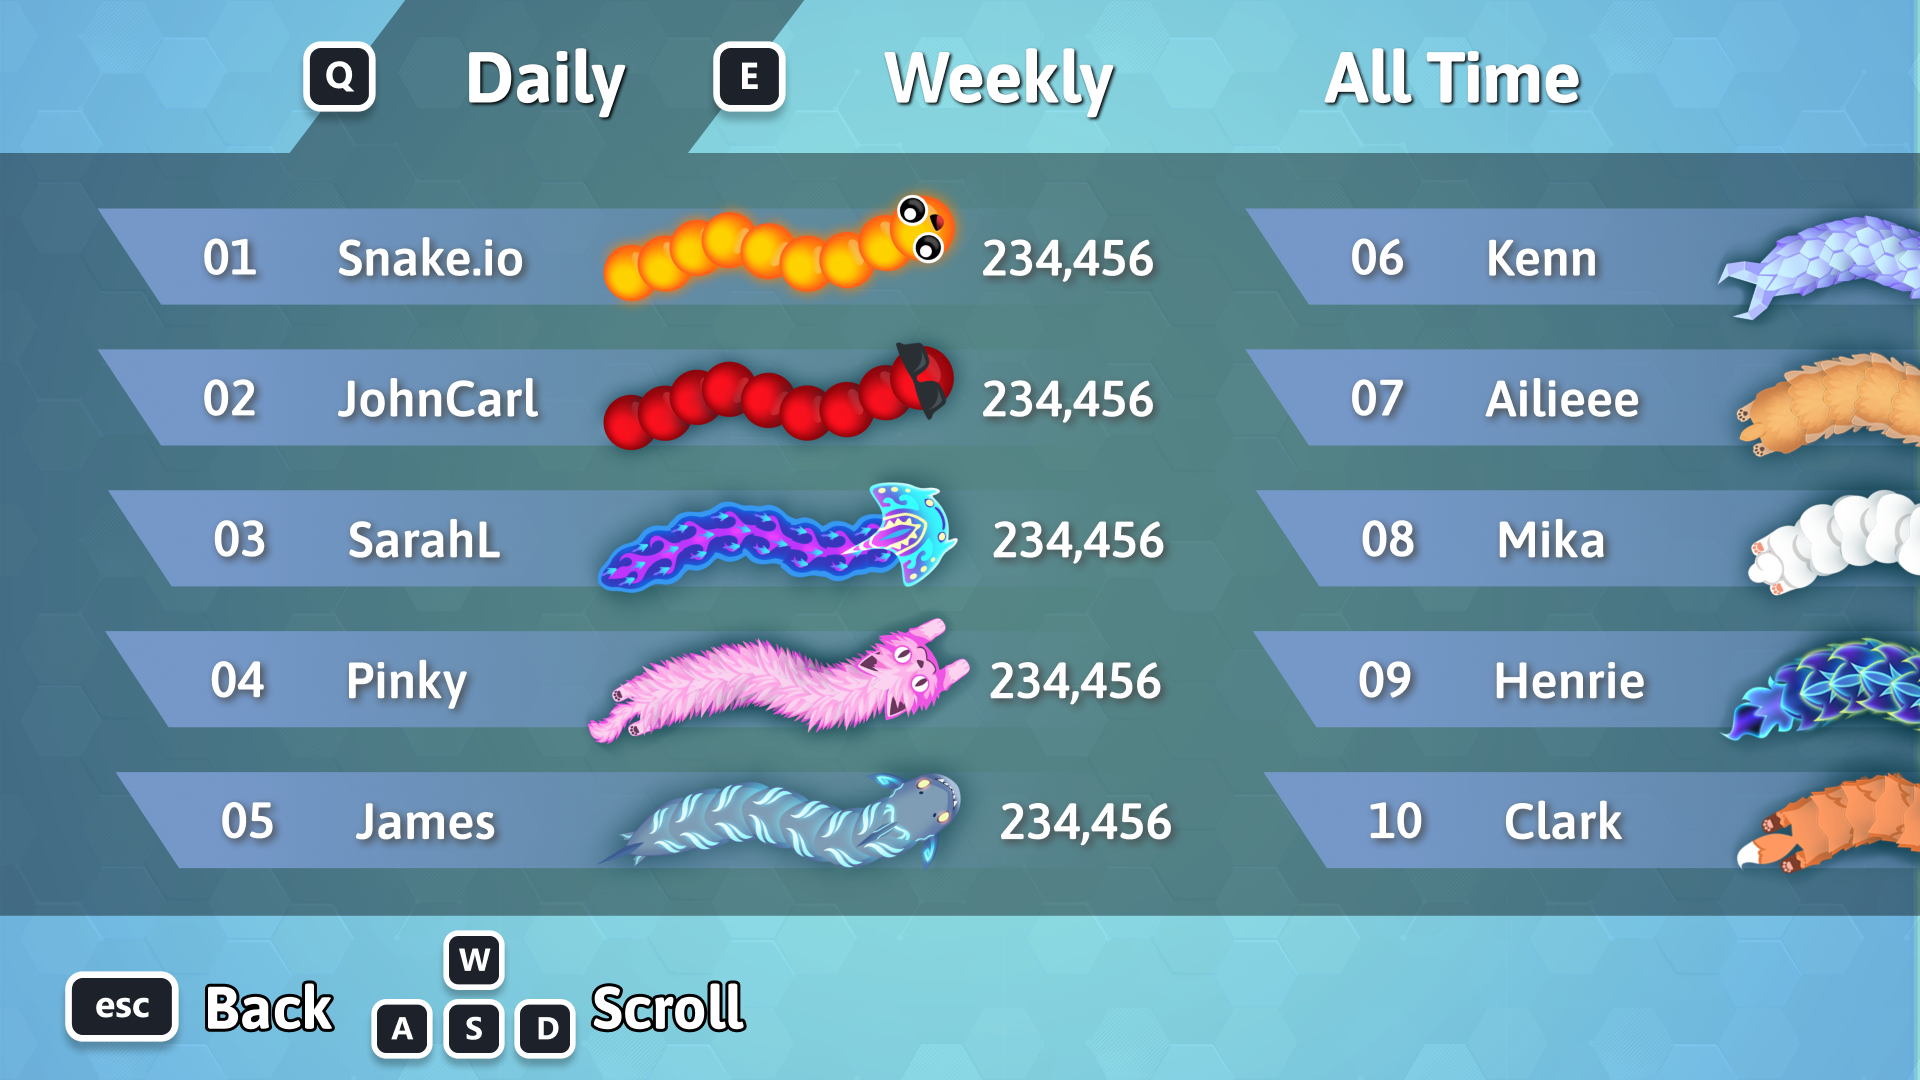 Q Daily E Weekly All Time
01 Snake.io 234,456
02 JohnCarl 234,456
03 SarahL 234,456
04 Pinky 234,456
05 James 234,456
06 Kenn
07 Ailieee
08 Mika
09 Henrie
10 Clark
W
esc Back A S D Scroll